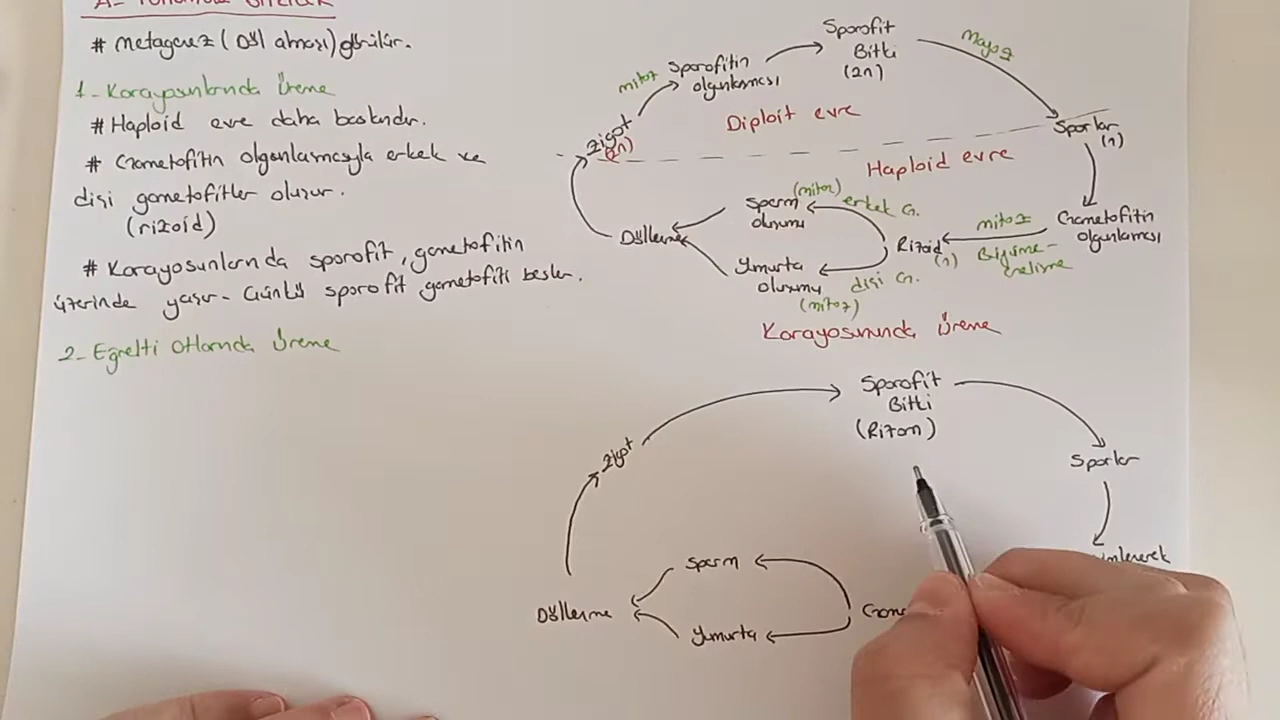 # Metagenez (Döl alması) görülür.
1- Karayosunlarında Üreme
# Haploid evre daha baskındır.
# Gametofitin olgunlaşmasıyla erkek ve
dişi gametofitler oluşur.
(rizoid)
# Karayosunlarında sporofit, gametofitin
üzerinde yaşar. Çünkü sporofit gametofiti besler.
2- Eğrelti Otlarında Üreme
Sporofit
Bitki
(2n)
Mayoz
Sporofitin
olgunlaşması
mitoz
Zigot
(2n)
Diploit evre
Sporlar
(n)
Haploid evre
Sperm
oluşumu
(mitoz)
erkek G.
Döllenme
Yumurta
oluşumu
(mitoz)
dişi G.
Rizoid
(n)
mitoz
Büyüme-
Gelişme
Gametofitin
olgunlaması
Karayosununda Üreme
Sporofit
Bitki
(Rizom)
Zigot
Sporlar
Sperm
Döllenme
Yumurta